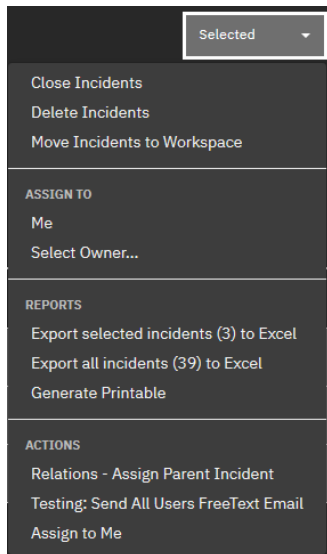 Selected
Close Incidents
Delete Incidents
Move Incidents to Workspace
ASSIGN TO
Me
Select Owner...
REPORTS
Export selected incidents (3) to Excel
Export all incidents (39) to Excel
Generate Printable
ACTIONS
Relations - Assign Parent Incident
Testing: Send All Users FreeText Email
Assign to Me